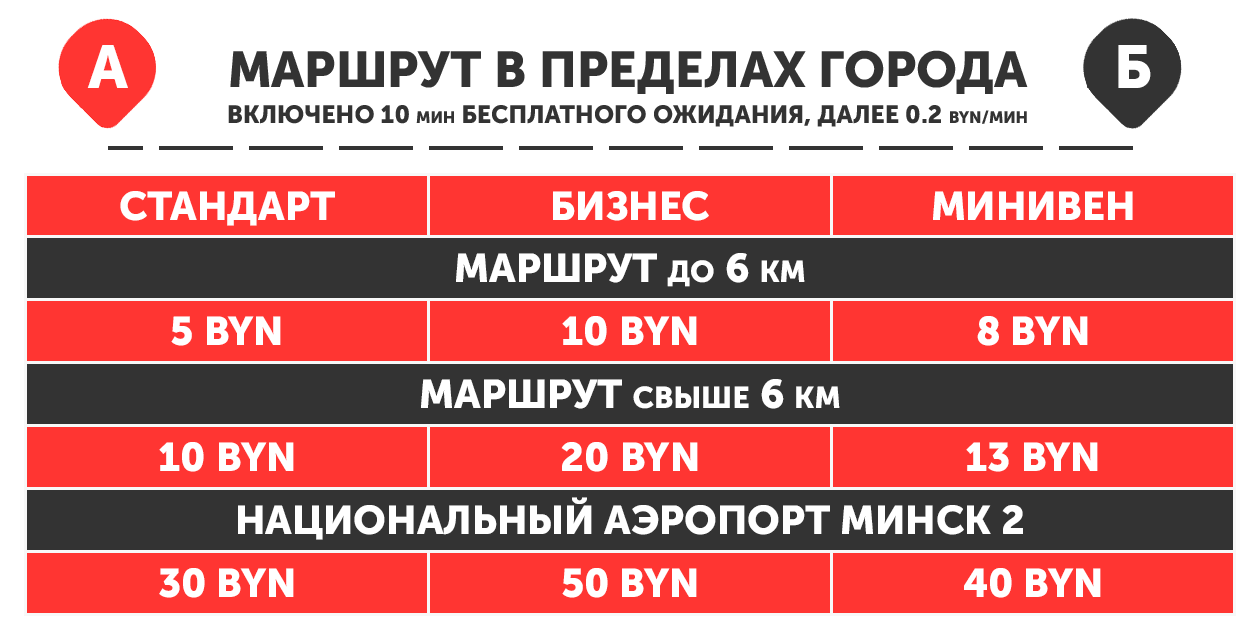 А
МАРШРУТ В ПРЕДЕЛАХ ГОРОДА
Б
ВКЛЮЧЕНО 10 МИН БЕСПЛАТНОГО ОЖИДАНИЯ, ДАЛЕЕ 0.2 BYN/МИН
СТАНДАРТ БИЗНЕС МИНИВЕН
МАРШРУТ ДО 6 КМ
5 BYN 10 BYN 8 BYN
МАРШРУТ СВЫШЕ 6 КМ
10 BYN 20 BYN 13 BYN
НАЦИОНАЛЬНЫЙ АЭРОПОРТ МИНСК 2
30 BYN 50 BYN 40 BYN